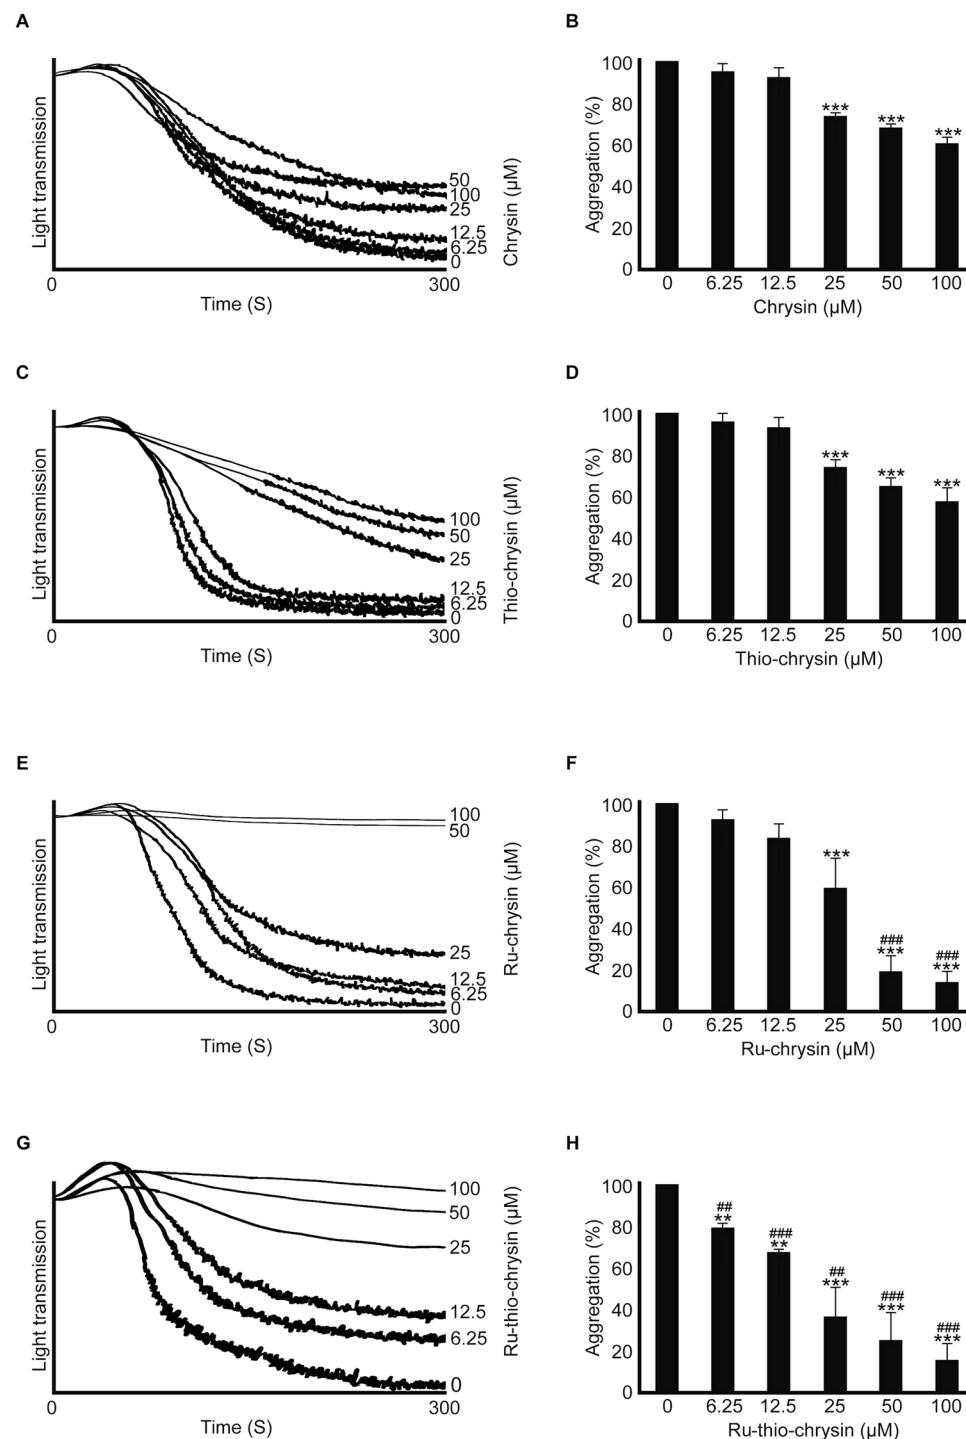 A
Light transmission
50
100
25
12.5
6.25
0
Chrysin (µM)
0
300
Time (S)
B
Aggregation (%)
100
80
60
40
20
0
***
***
***
0 6.25 12.5 25 50 100
Chrysin (µM)
C
Light transmission
100
50
25
12.5
6.25
0
Thio-chrysin (µM)
0
300
Time (S)
D
Aggregation (%)
100
80
60
40
20
0
***
***
***
0 6.25 12.5 25 50 100
Thio-chrysin (µM)
E
Light transmission
100
50
25
12.5
6.25
0
Ru-chrysin (µM)
0
300
Time (S)
F
Aggregation (%)
100
80
60
40
20
0
***
###
***
###
***
0 6.25 12.5 25 50 100
Ru-chrysin (µM)
G
Light transmission
100
50
25
12.5
6.25
0
Ru-thio-chrysin (µM)
0
300
Time (S)
H
Aggregation (%)
100
80
60
40
20
0
##
**
###
**
##
***
###
***
###
***
0 6.25 12.5 25 50 100
Ru-thio-chrysin (µM)